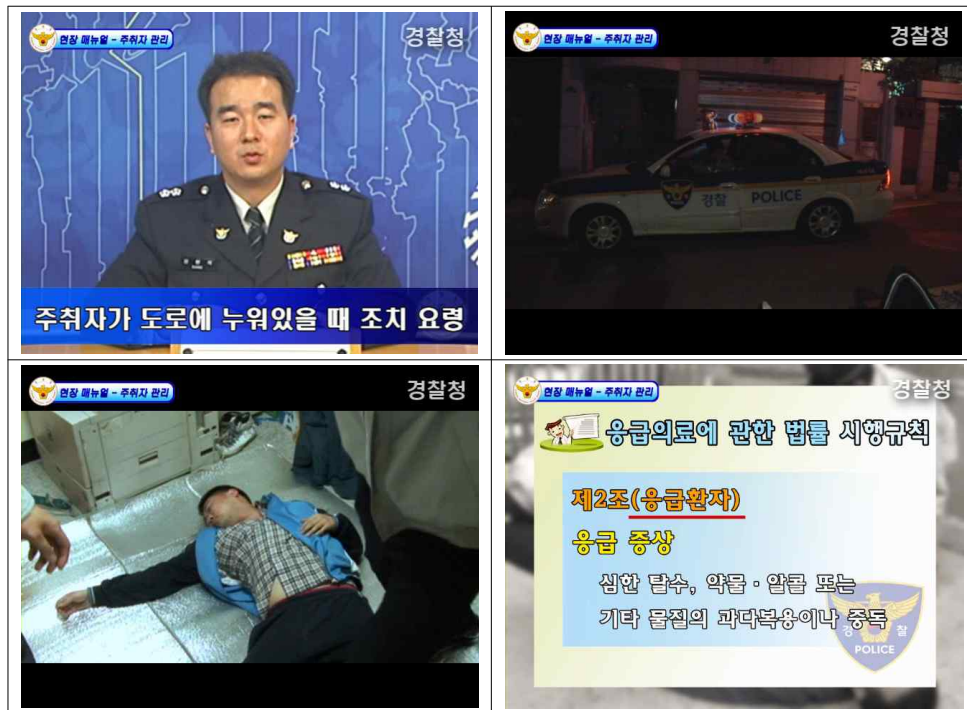 현장 매뉴얼 - 주취자 관리
경찰청
주취자가 도로에 누워있을 때 조치 요령
현장 매뉴얼 - 주취자 관리
경찰청
경찰 POLICE
현장 매뉴얼 - 주취자 관리
경찰청
현장 매뉴얼 - 주취자 관리
경찰청
응급의료에 관한 법률 시행규칙
제2조(응급환자)
응급 증상
심한 탈수, 약물 · 알콜 또는
기타 물질의 과다복용이나 중독
경 찰
POLICE